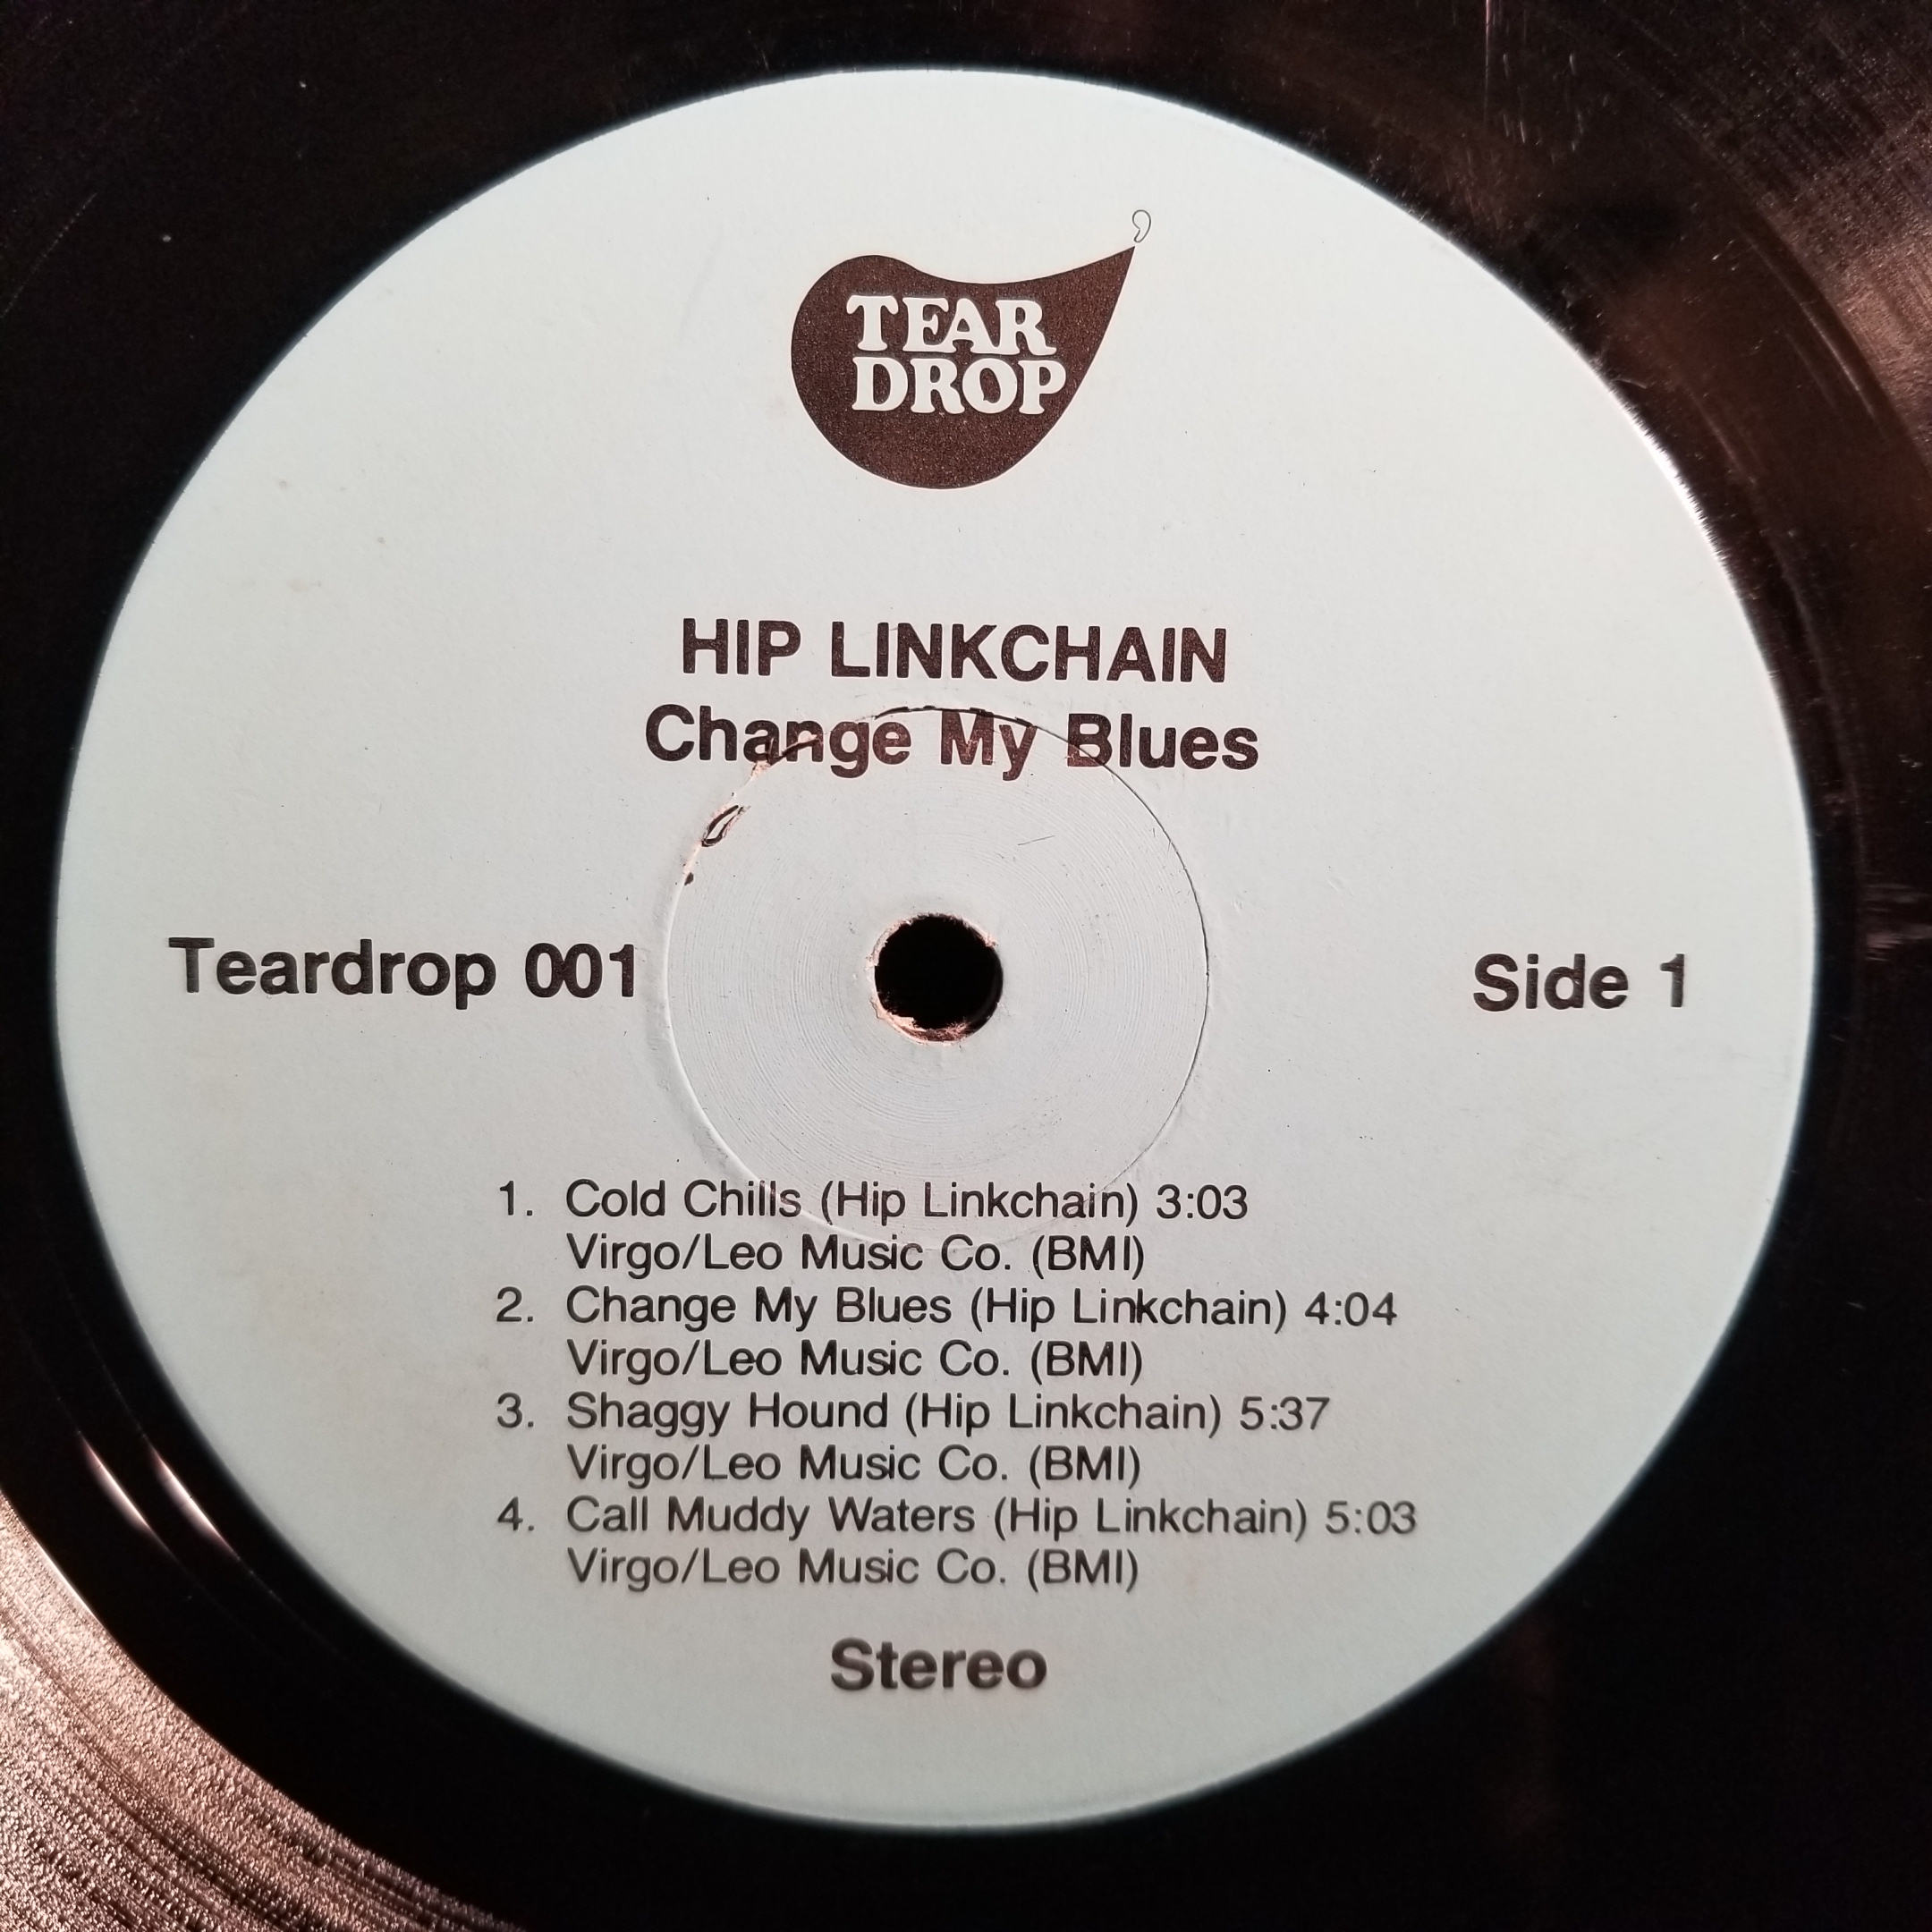 TEAR
DROP
HIP LINKCHAIN
Change My Blues
Teardrop 001
Side 1
1. Cold Chills (Hip Linkchain) 3:03
Virgo/Leo Music Co. (BMI)
2. Change My Blues (Hip Linkchain) 4:04
Virgo/Leo Music Co. (BMI)
3. Shaggy Hound (Hip Linkchain) 5:37
Virgo/Leo Music Co. (BMI)
4. Call Muddy Waters (Hip Linkchain) 5:03
Virgo/Leo Music Co. (BMI)
Stereo